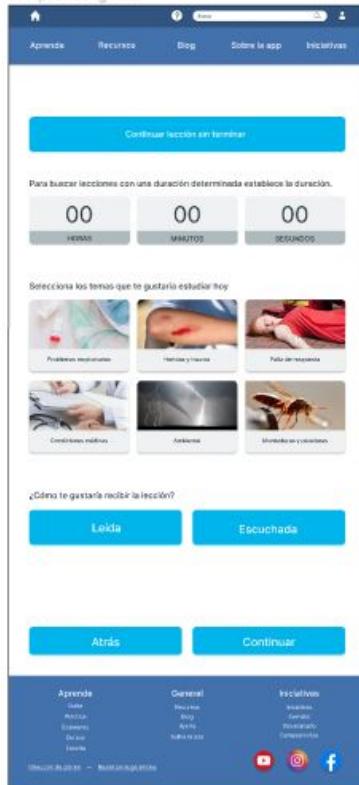 Aprende Recursos Blog Sobre la app Iniciativas
Continuar lección sin terminar
Para buscar lecciones con una duración determinada establece la duración.
00 00 00
HORAS MINUTOS SEGUNDOS
Selecciona los temas que te gustaría estudiar hoy
Problemas respiratorios Heridas y trauma Falta de respuesta
Condiciones médicas Ambiental Mordeduras y picaduras
¿Cómo te gustaría recibir la lección?
Leída Escuchada
Atrás Continuar
Aprende General Iniciativas
Recursos
Blog